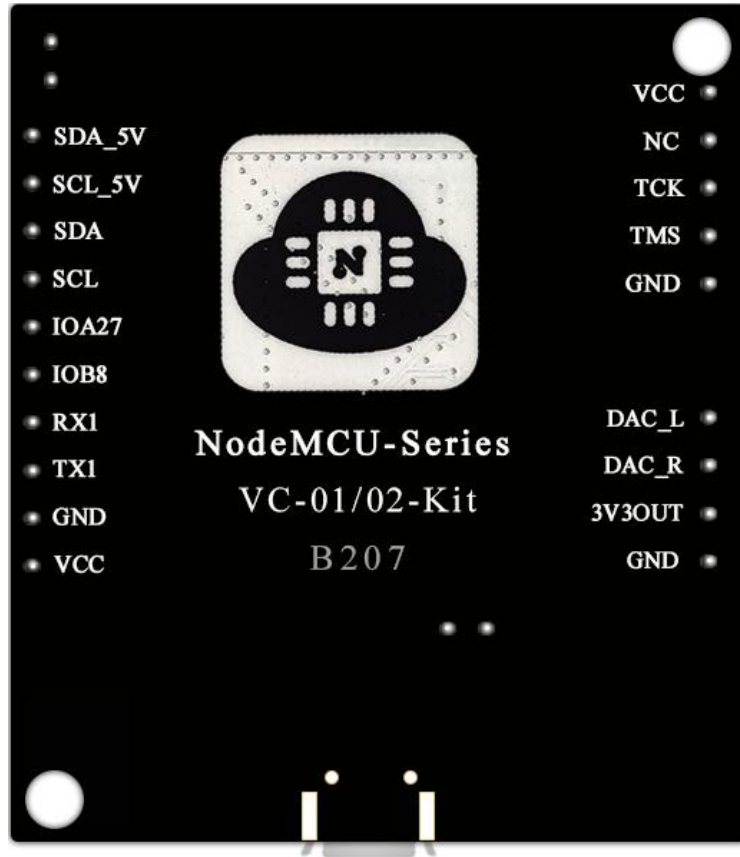 SDA_5V
SCL_5V
SDA
SCL
IOA27
IOB8
RX1
TX1
GND
VCC
N
NodeMCU-Series
VC-01/02-Kit
B207
VCC
NC
TCK
TMS
GND
DAC_L
DAC_R
3V3OUT
GND